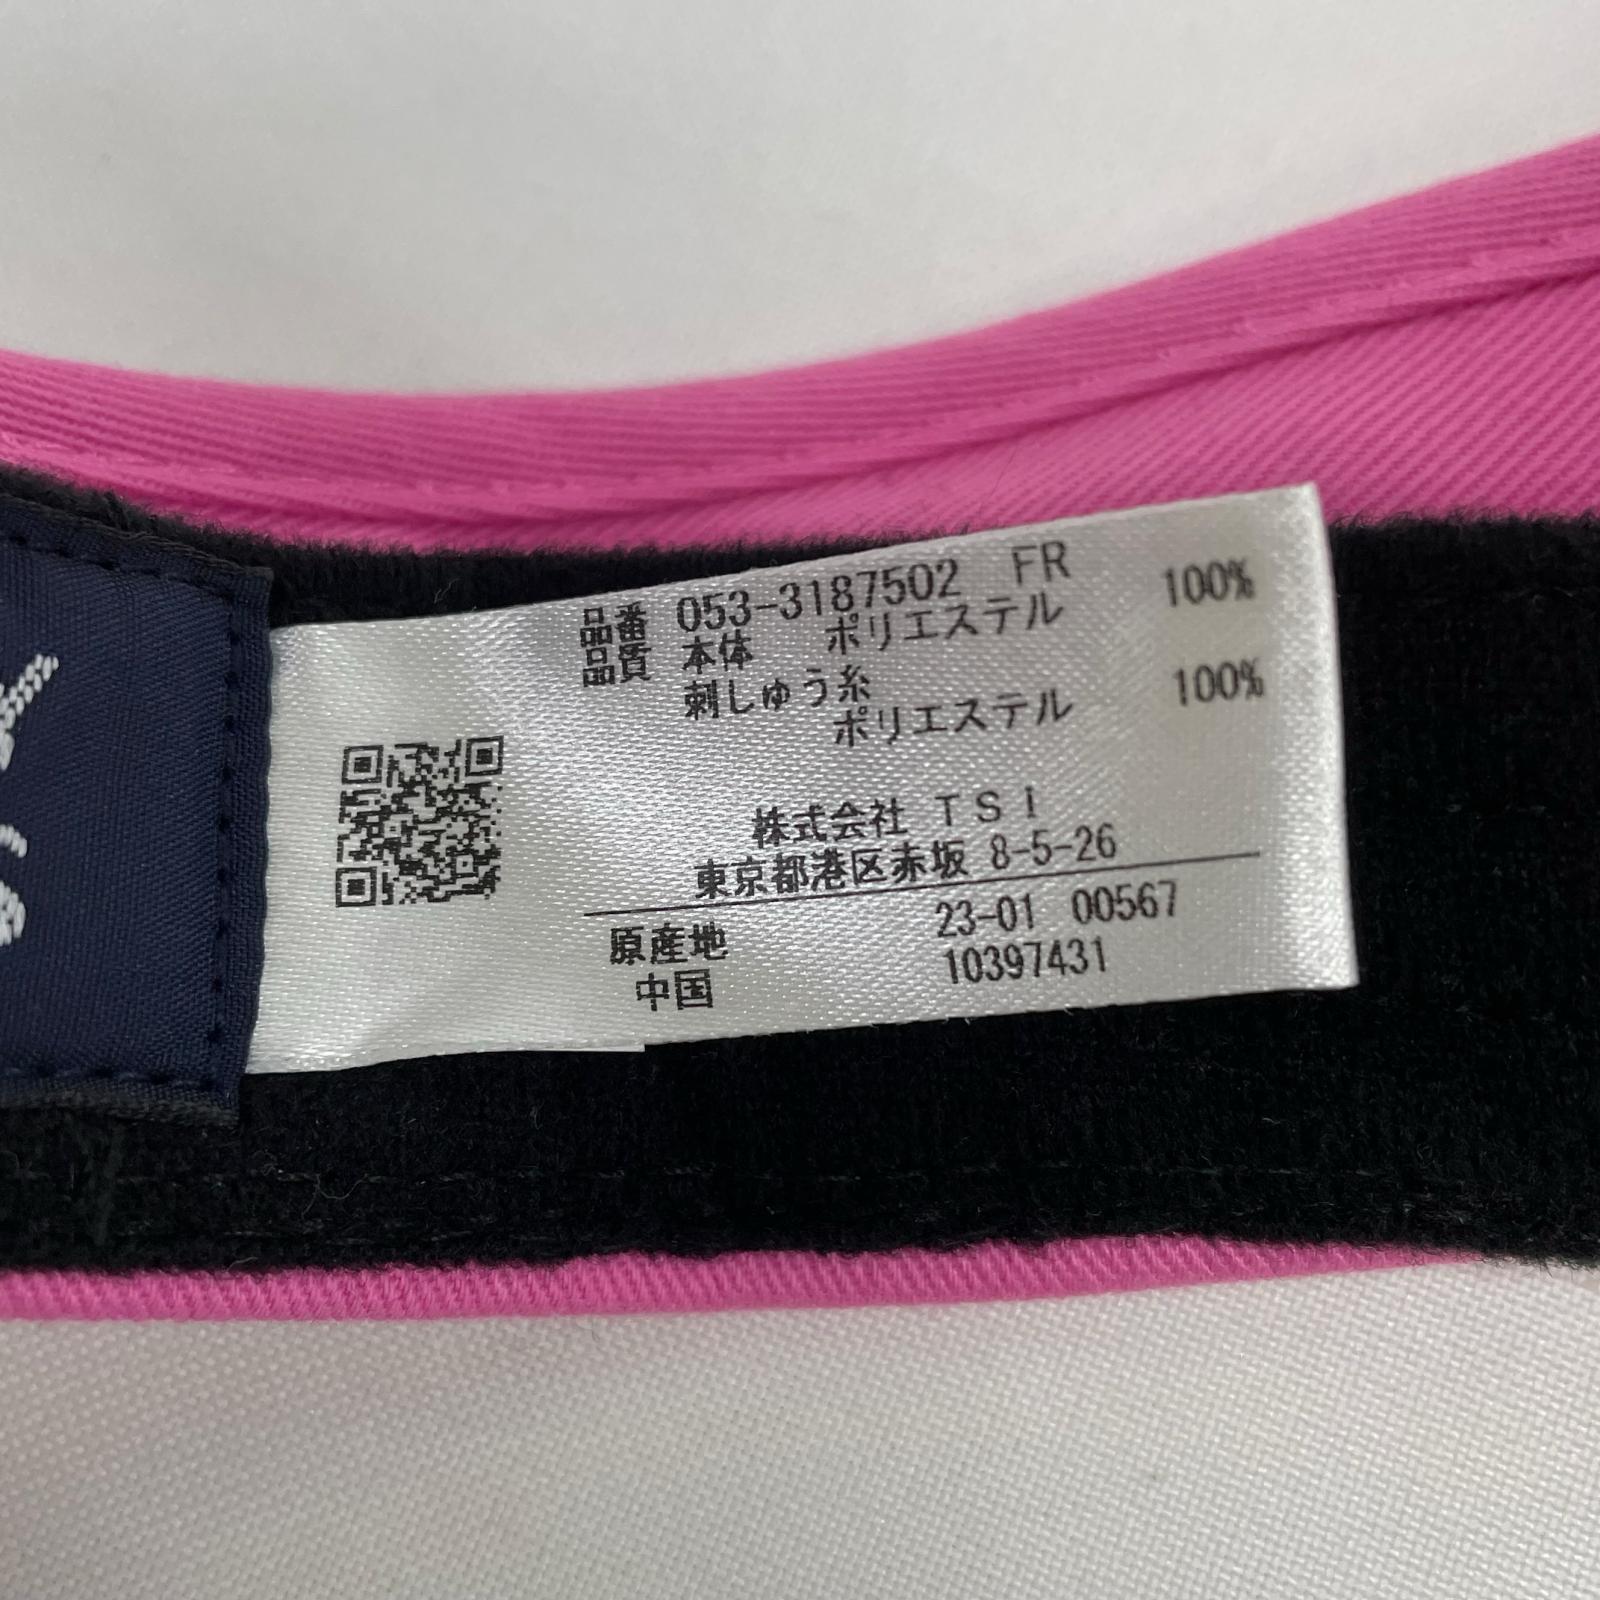 品番 053-3187502 FR
品質 本体 ポリエステル 100%
刺しゅう糸
ポリエステル 100%
株式会社 TSI
東京都港区赤坂 8-5-26
原産地 23-01 00567
中国 10397431